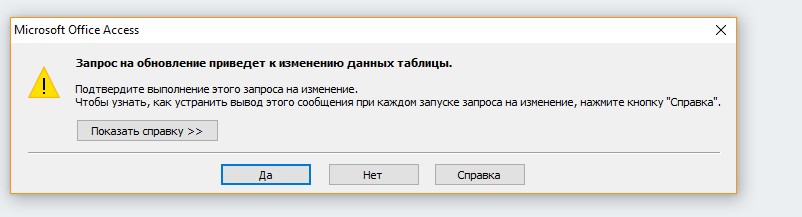 Microsoft Office Access
Запрос на обновление приведет к изменению данных таблицы.
Подтвердите выполнение этого запроса на изменение.
Чтобы узнать, как устранить вывод этого сообщения при каждом запуске запроса на изменение, нажмите кнопку "Справка".
Показать справку >>
Да Нет Справка